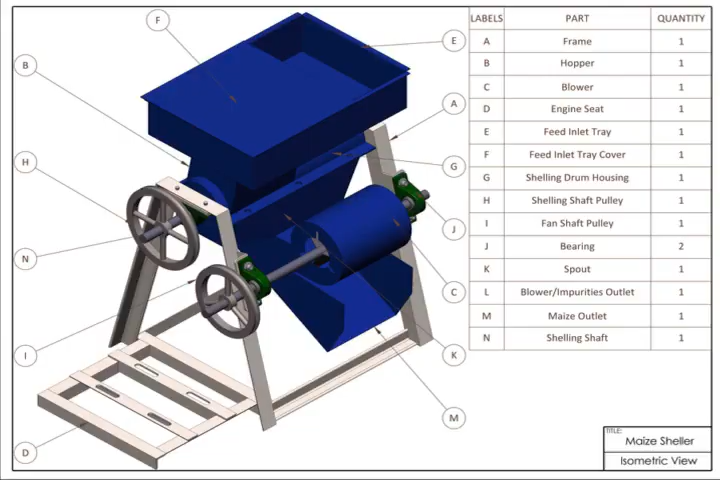 LABELS PART QUANTITY
A Frame 1
B Hopper 1
C Blower 1
D Engine Seat 1
E Feed Inlet Tray 1
F Feed Inlet Tray Cover 1
G Shelling Drum Housing 1
H Shelling Shaft Pulley 1
I Fan Shaft Pulley 1
J Bearing 2
K Spout 1
L Blower/Impurities Outlet 1
M Maize Outlet 1
N Shelling Shaft 1
F
E
B
A
H
G
J
N
C
I
K
M
D
TITLE:
Maize Sheller
Isometric View